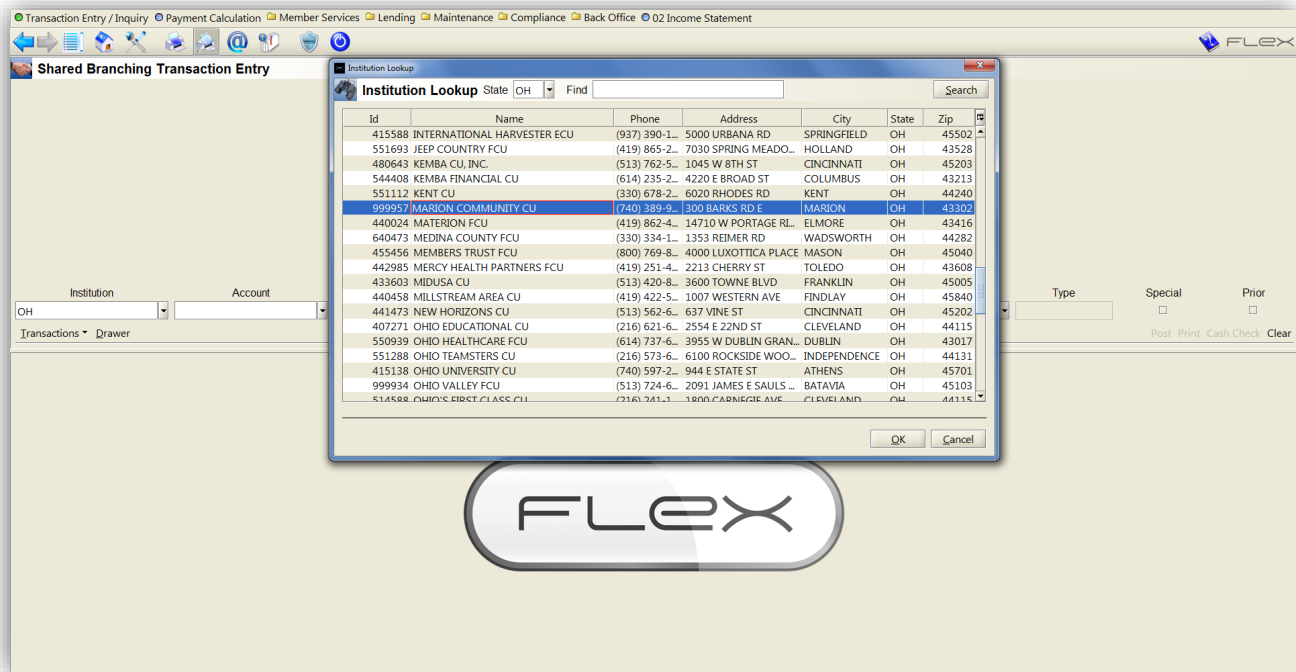 Transaction Entry / Inquiry Payment Calculation Member Services Lending Maintenance Compliance Back Office 02 Income Statement
FLEX
Shared Branching Transaction Entry
Institution Lookup
Institution Lookup State OH Find Search
Id Name Phone Address City State Zip
415588 INTERNATIONAL HARVESTER ECU (937) 390-1... 5000 URBANA RD SPRINGFIELD OH 45502
551693 JEEP COUNTRY FCU (419) 865-2... 7030 SPRING MEADO... HOLLAND OH 43528
480643 KEMBA CU, INC. (513) 762-5... 1045 W 8TH ST CINCINNATI OH 45203
544408 KEMBA FINANCIAL CU (614) 235-2... 4220 E BROAD ST COLUMBUS OH 43213
551112 KENT CU (330) 678-2... 6020 RHODES RD KENT OH 44240
999957 MARION COMMUNITY CU (740) 389-9... 300 BARKS RD E MARION OH 43302
440024 MATERION FCU (419) 862-4... 14710 W PORTAGE RI... ELMORE OH 43416
640473 MEDINA COUNTY FCU (330) 334-1... 1353 REIMER RD WADSWORTH OH 44282
455456 MEMBERS TRUST FCU (800) 769-8... 4000 LUXOTTICA PLACE MASON OH 45040
442985 MERCY HEALTH PARTNERS FCU (419) 251-4... 2213 CHERRY ST TOLEDO OH 43608
433603 MIDUSA CU (513) 420-8... 3600 TOWNE BLVD FRANKLIN OH 45005
440458 MILLSTREAM AREA CU (419) 422-5... 1007 WESTERN AVE FINDLAY OH 45840
441473 NEW HORIZONS CU (513) 562-6... 637 VINE ST CINCINNATI OH 45202
407271 OHIO EDUCATIONAL CU (216) 621-6... 2554 E 22ND ST CLEVELAND OH 44115
550939 OHIO HEALTHCARE FCU (614) 737-6... 3955 W DUBLIN GRAN... DUBLIN OH 43017
551288 OHIO TEAMSTERS CU (216) 573-6... 6100 ROCKSIDE WOO... INDEPENDENCE OH 44131
415138 OHIO UNIVERSITY CU (740) 597-2... 944 E STATE ST ATHENS OH 45701
999934 OHIO VALLEY FCU (513) 724-6... 2091 JAMES E SAULS ... BATAVIA OH 45103
514588 OHIO'S FIRST CLASS CU (216) 241-1... 1800 CARNEGIE AVE CLEVELAND OH 44115
OK Cancel
Institution Account Type Special Prior
OH
Transactions Drawer Post Print Cash Check Clear
FLEX